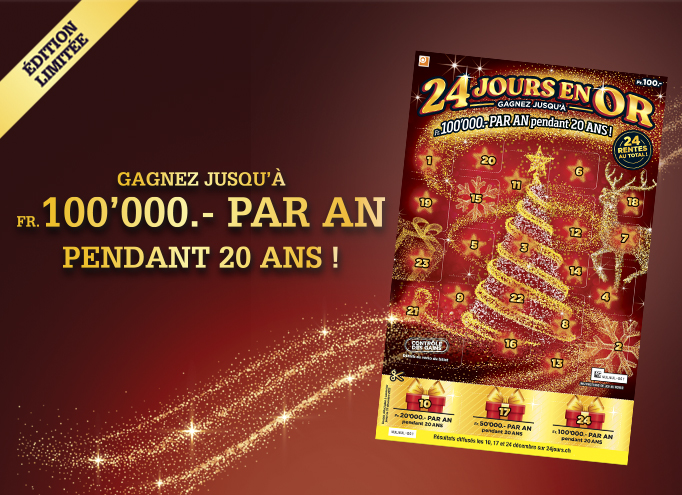 ÉDITION
LIMITÉE
GAGNEZ JUSQU'À
FR. 100'000.- PAR AN
PENDANT 20 ANS !
Fr. 100.-
24 JOURS EN OR
GAGNEZ JUSQU'À
Fr. 100'000.- PAR AN pendant 20 ANS !
24
RENTES
AU TOTAL !
1
20
6
11
19
15
18
12
3
7
23
14
5
9
22
4
21
8
16
2
13
CONTRÔLE
DES GAINS
10
17
24
Fr. 20'000.- PAR AN
pendant 20 ANS
Fr. 50'000.- PAR AN
pendant 20 ANS
Fr. 100'000.- PAR AN
pendant 20 ANS
Résultats diffusés les 10, 17 et 24 décembre sur 24jours.ch